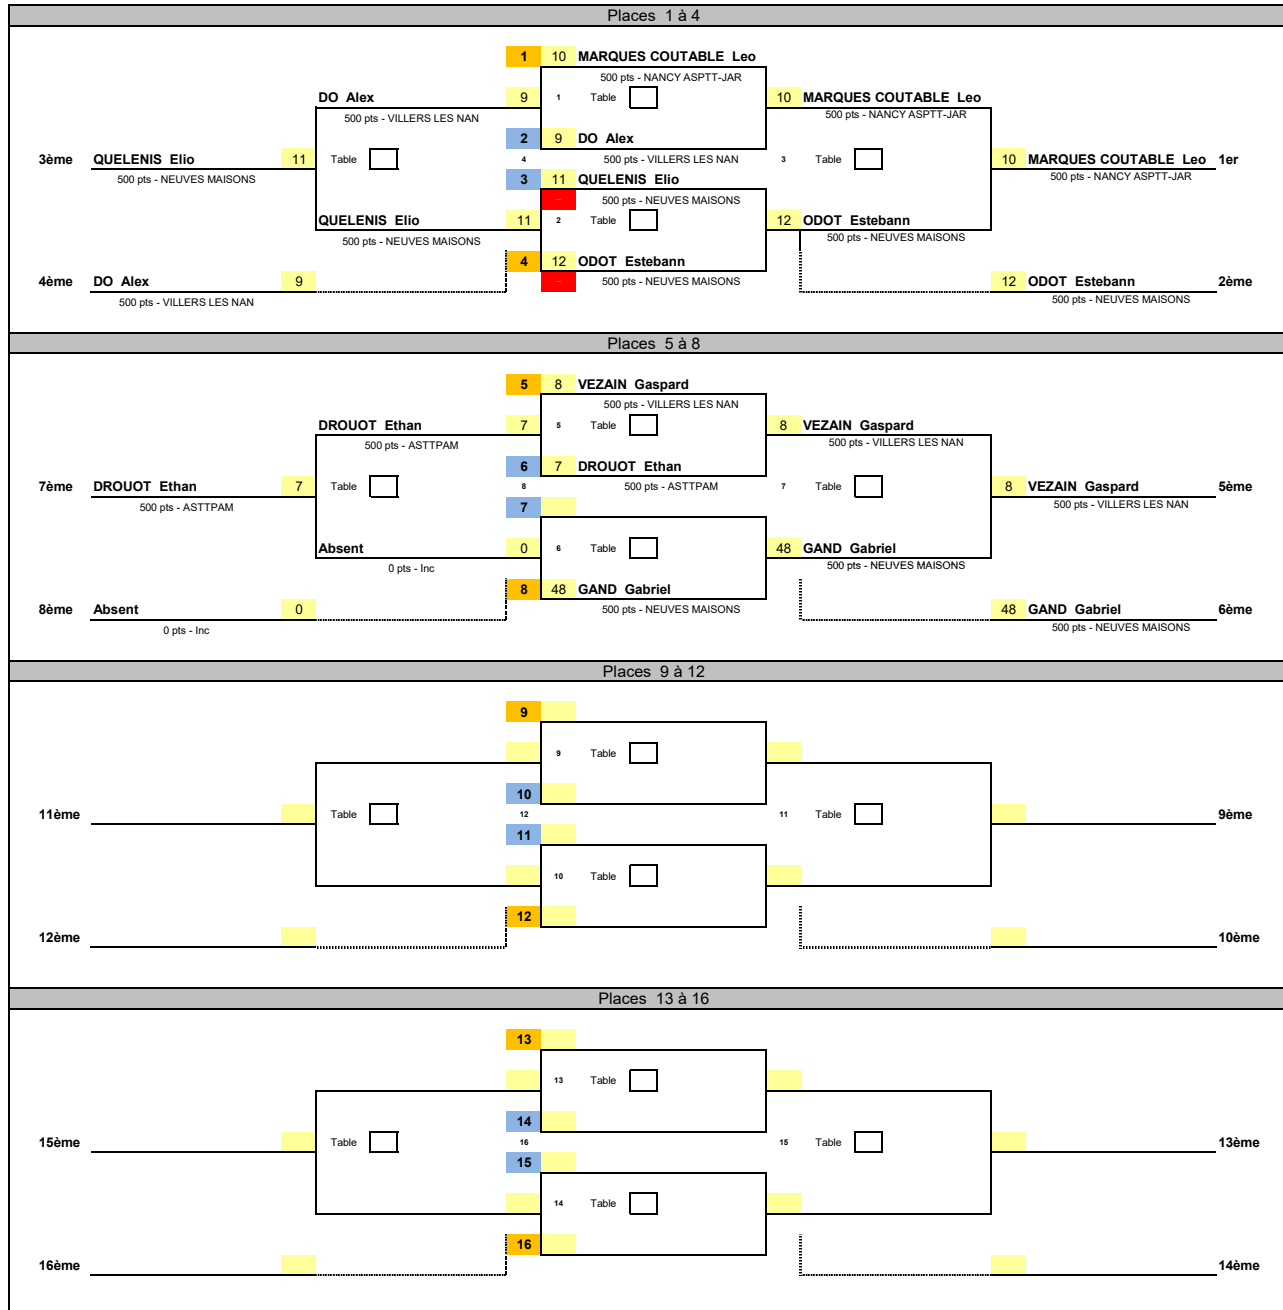 Places 1 à 4
1 10 MARQUES COUTABLE Leo
500 pts - NANCY ASPTT-JAR
DO Alex 9 1 Table 10 MARQUES COUTABLE Leo
500 pts - VILLERS LES NAN 500 pts - NANCY ASPTT-JAR
2 9 DO Alex
3ème QUELENIS Elio 11 Table 4 500 pts - VILLERS LES NAN 3 Table 10 MARQUES COUTABLE Leo 1er
500 pts - NEUVES MAISONS 3 11 QUELENIS Elio 500 pts - NANCY ASPTT-JAR
500 pts - NEUVES MAISONS
QUELENIS Elio 11 2 Table 12 ODOT Estebann
500 pts - NEUVES MAISONS 500 pts - NEUVES MAISONS
4 12 ODOT Estebann
4ème DO Alex 9 500 pts - NEUVES MAISONS 12 ODOT Estebann 2ème
500 pts - VILLERS LES NAN 500 pts - NEUVES MAISONS
Places 5 à 8
5 8 VEZAIN Gaspard
500 pts - VILLERS LES NAN
DROUOT Ethan 7 5 Table 8 VEZAIN Gaspard
500 pts - ASTTPAM 500 pts - VILLERS LES NAN
6 7 DROUOT Ethan
7ème DROUOT Ethan 7 Table 8 500 pts - ASTTPAM 7 Table 8 VEZAIN Gaspard 5ème
500 pts - ASTTPAM 7 500 pts - VILLERS LES NAN
Absent 0 6 Table 48 GAND Gabriel
0 pts - Inc 500 pts - NEUVES MAISONS
8 48 GAND Gabriel
8ème Absent 0 500 pts - NEUVES MAISONS 48 GAND Gabriel 6ème
0 pts - Inc 500 pts - NEUVES MAISONS
Places 9 à 12
9
9 Table
10
11ème Table 12 11 Table 9ème
11
10 Table
12
12ème 10ème
Places 13 à 16
13
13 Table
14
15ème Table 16 15 Table 13ème
15
14 Table
16
16ème 14ème